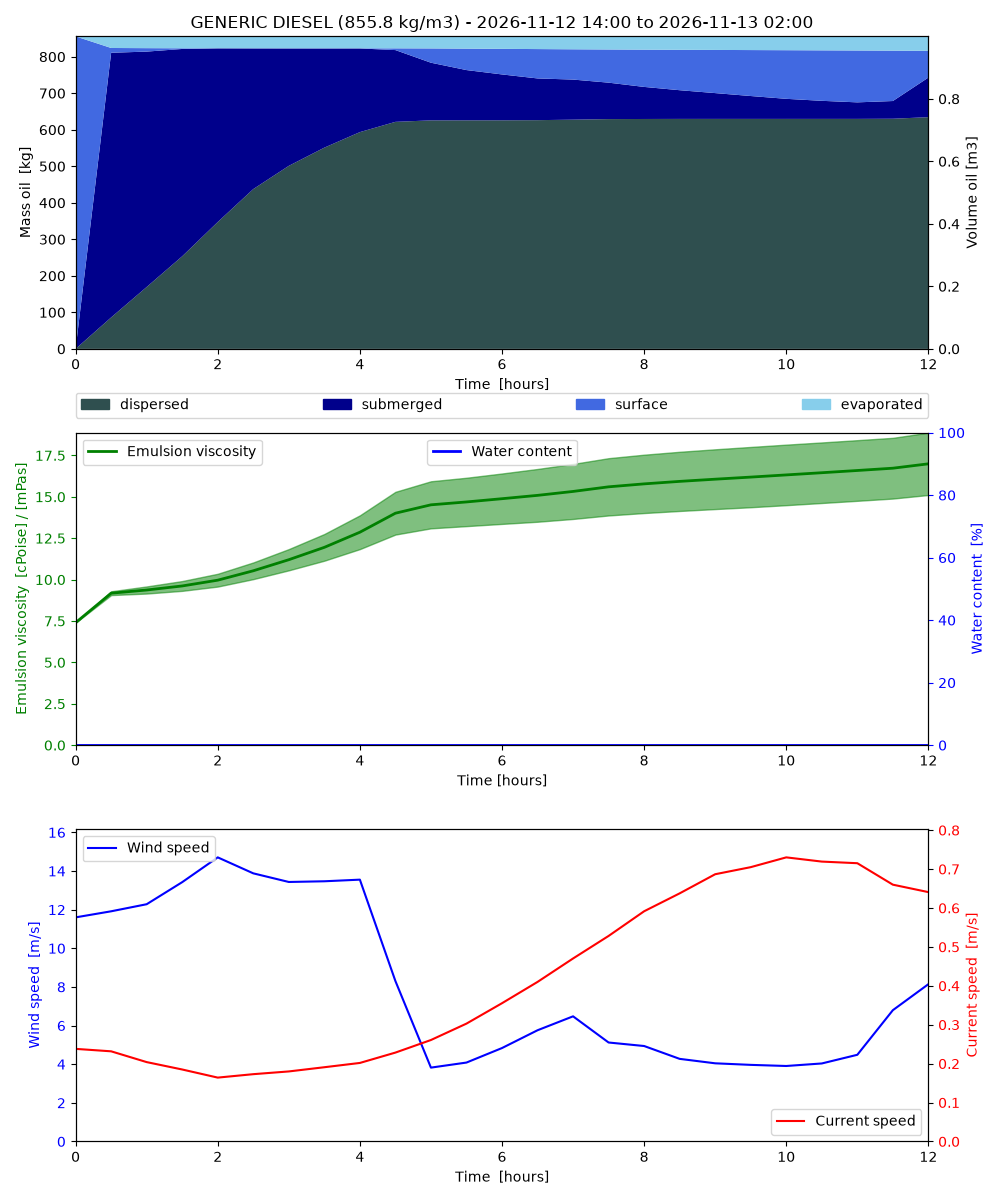 GENERIC DIESEL (855.8 kg/m3) - 2026-11-12 14:00 to 2026-11-13 02:00
Mass oil [kg]
800
700
600
500
400
300
200
100
0
Volume oil [m3]
0.8
0.6
0.4
0.2
0.0
0 2 4 6 8 10 12
Time [hours]
dispersed submerged surface evaporated
Emulsion viscosity Water content
Emulsion viscosity [cPoise] / [mPas]
17.5
15.0
12.5
10.0
7.5
5.0
2.5
0.0
Water content [%]
100
80
60
40
20
0
0 2 4 6 8 10 12
Time [hours]
Wind speed
Wind speed [m/s]
16
14
12
10
8
6
4
2
0
Current speed [m/s]
0.8
0.7
0.6
0.5
0.4
0.3
0.2
0.1
0.0
Current speed
0 2 4 6 8 10 12
Time [hours]